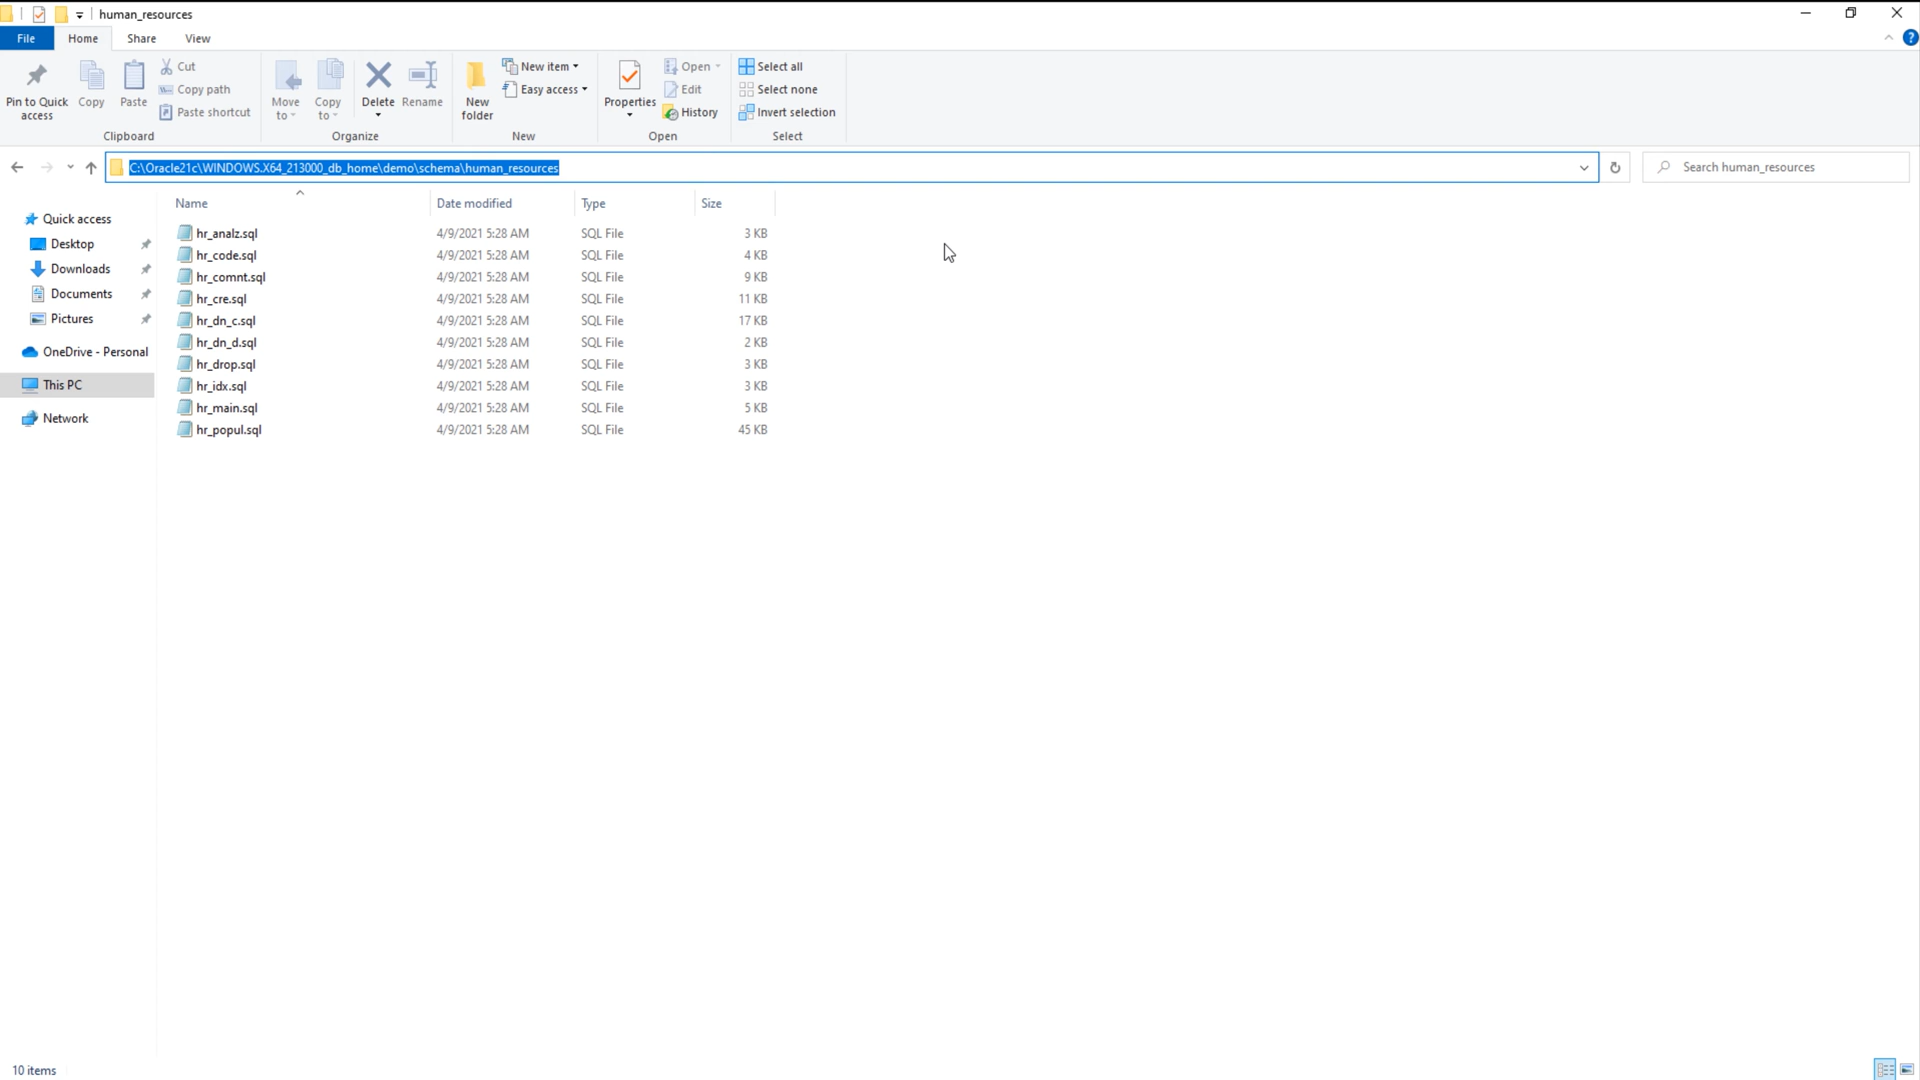 human_resources
File Home Share View
Pin to Quick access
Copy
Paste
Cut
Copy path
Paste shortcut
Clipboard
Move to
Copy to
Delete
Rename
Organize
New folder
New item
Easy access
New
Properties
Open
Edit
History
Open
Select all
Select none
Invert selection
Select
C:\Oracle21c\WINDOWS.X64_213000_db_home\demo\schema\human_resources
Search human_resources
Quick access
Desktop
Downloads
Documents
Pictures
OneDrive - Personal
This PC
Network
Name Date modified Type Size
hr_analz.sql 4/9/2021 5:28 AM SQL File 3 KB
hr_code.sql 4/9/2021 5:28 AM SQL File 4 KB
hr_comnt.sql 4/9/2021 5:28 AM SQL File 9 KB
hr_cre.sql 4/9/2021 5:28 AM SQL File 11 KB
hr_dn_c.sql 4/9/2021 5:28 AM SQL File 17 KB
hr_dn_d.sql 4/9/2021 5:28 AM SQL File 2 KB
hr_drop.sql 4/9/2021 5:28 AM SQL File 3 KB
hr_idx.sql 4/9/2021 5:28 AM SQL File 3 KB
hr_main.sql 4/9/2021 5:28 AM SQL File 5 KB
hr_popul.sql 4/9/2021 5:28 AM SQL File 45 KB
10 items